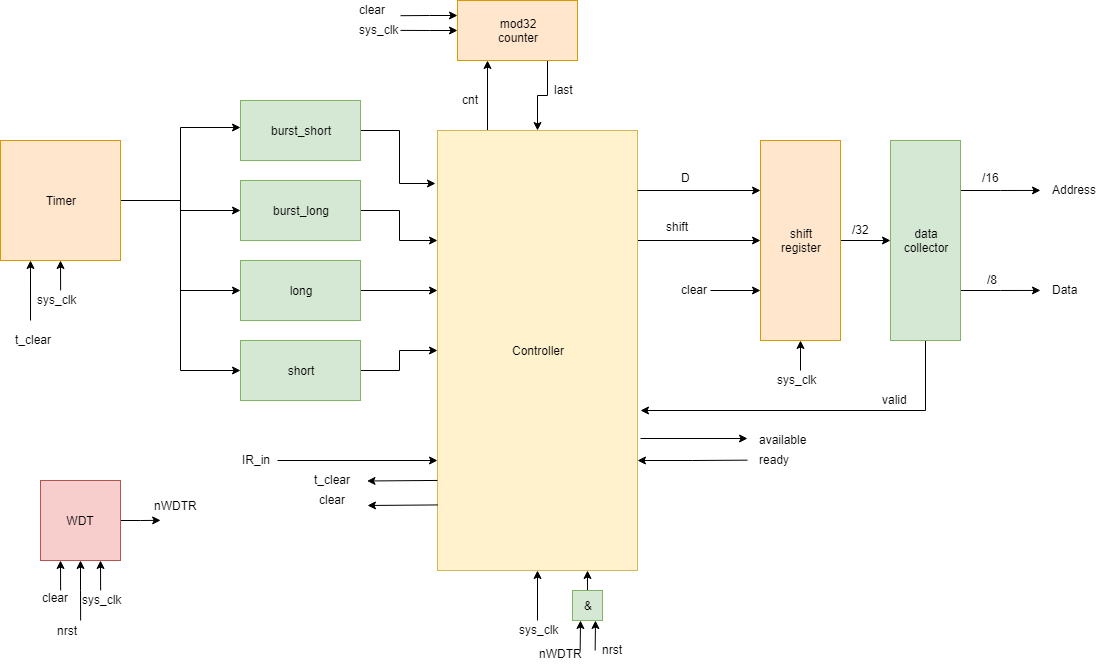 clear
sys_clk
mod32
counter
cnt
last
burst_short
Timer
burst_long
long
short
sys_clk
t_clear
Controller
D
shift
clear
shift
register
sys_clk
/32
data
collector
/16
Address
/8
Data
valid
available
ready
IR_in
t_clear
clear
WDT
nWDTR
clear
sys_clk
nrst
sys_clk
&
nWDTR
nrst